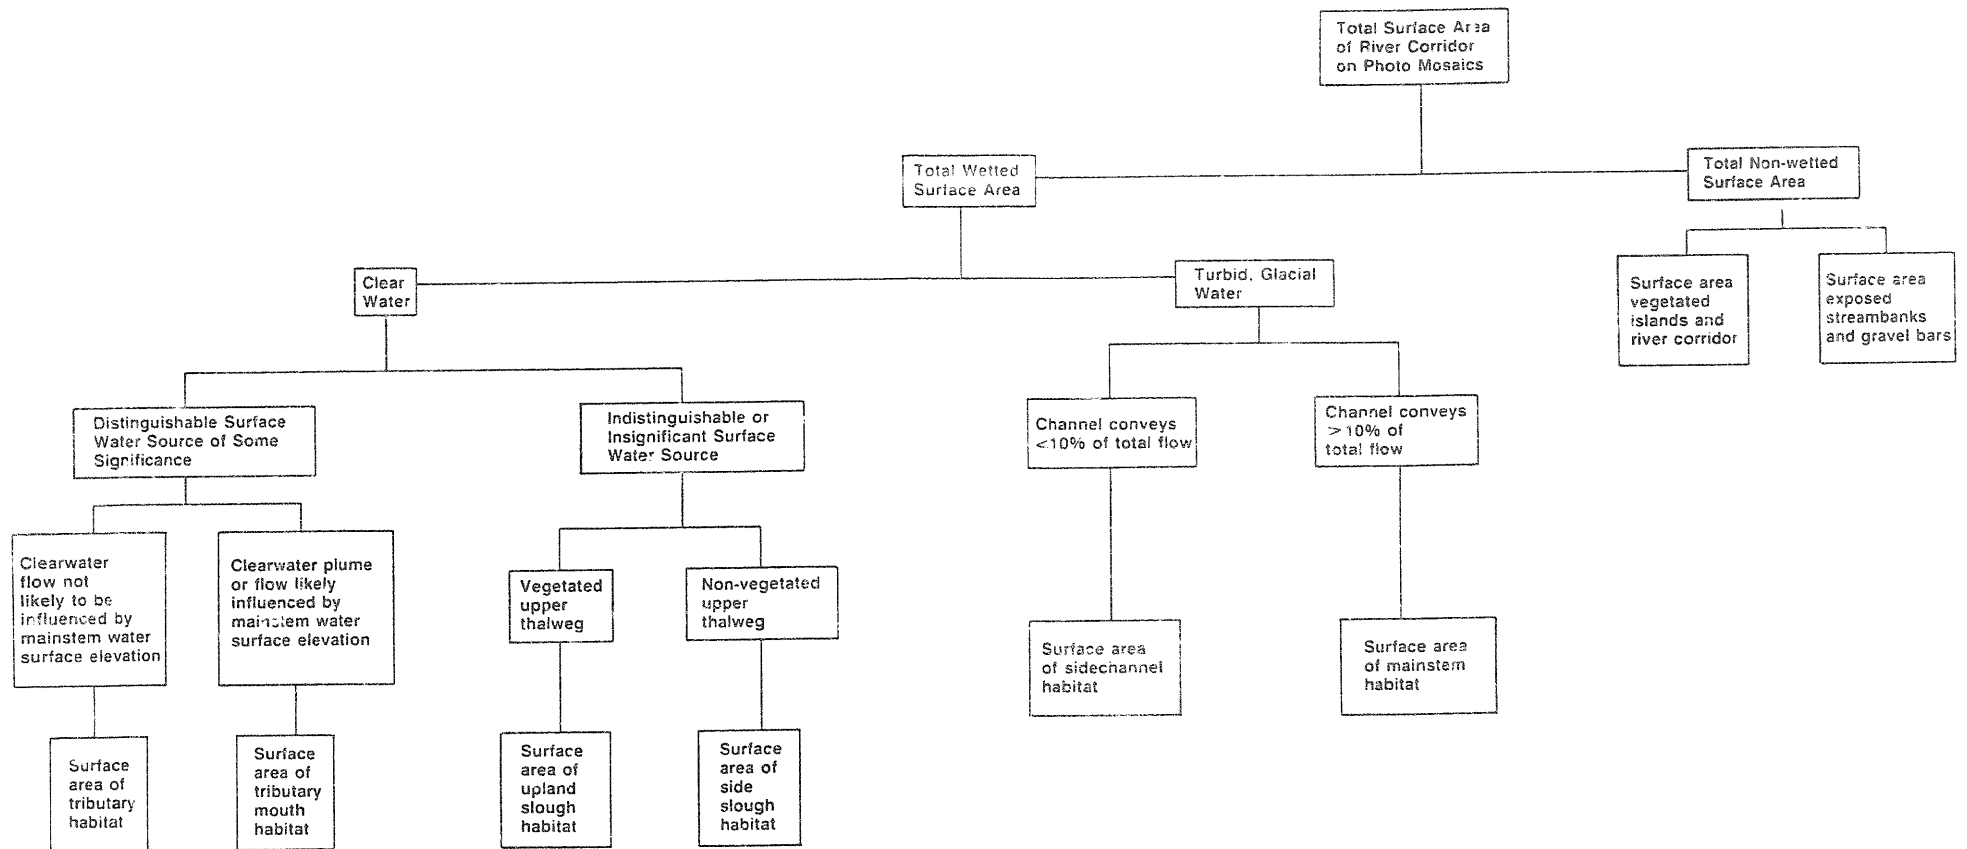 Total Surface Area
of River Corridor
on Photo Mosaics
Total Wetted
Surface Area
Total Non-wetted
Surface Area
Clear
Water
Turbid, Glacial
Water
Surface area
vegetated
islands and
river corridor
Surface area
exposed
streambanks
and gravel bars
Distinguishable Surface
Water Source of Some
Significance
Indistinguishable or
Insignificant Surface
Water Source
Channel conveys
<10% of total flow
Channel conveys
>10% of
total flow
Clearwater
flow not
likely to be
influenced by
mainstem water
surface elevation
Clearwater plume
or flow likely
influenced by
mainstem water
surface elevation
Vegetated
upper
thalweg
Non-vegetated
upper
thalweg
Surface area
of sidechannel
habitat
Surface area
of mainstem
habitat
Surface
area of
tributary
habitat
Surface
area of
tributary
mouth
habitat
Surface
area of
upland
slough
habitat
Surface
area of
side
slough
habitat